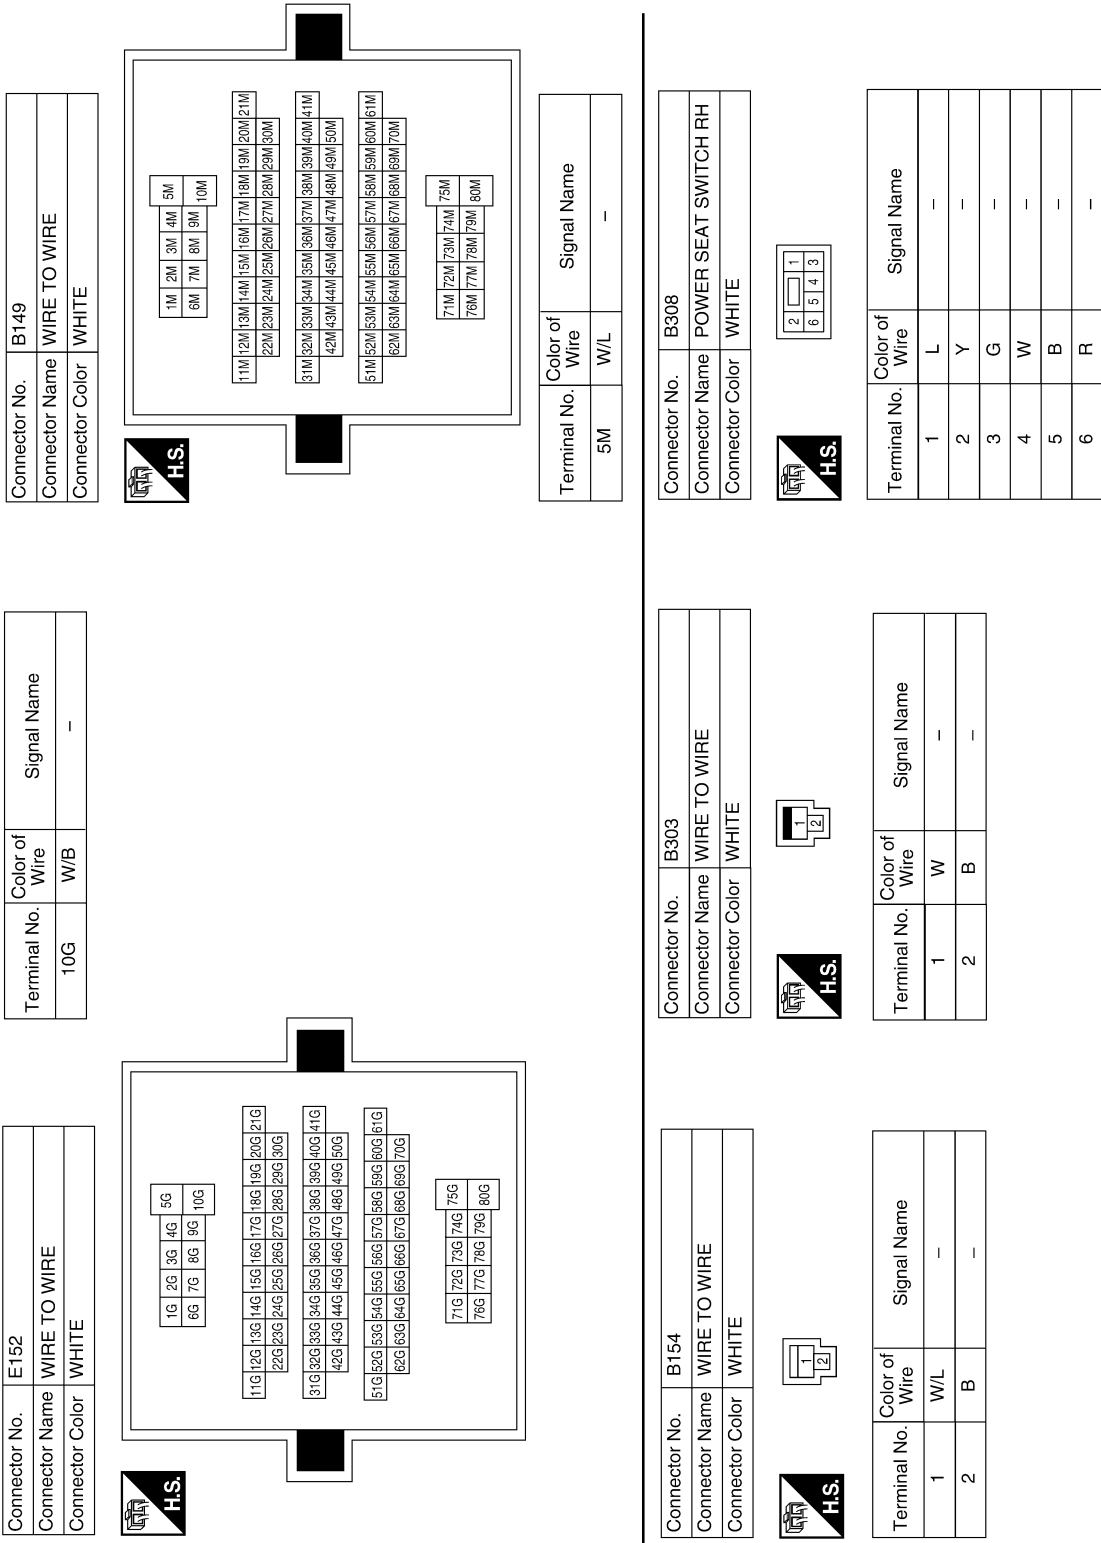 Connector No. E152
Connector Name WIRE TO WIRE
Connector Color WHITE
H.S.
1G 2G 3G 4G 5G
6G 7G 8G 9G 10G
11G 12G 13G 14G 15G 16G 17G 18G 19G 20G 21G
22G 23G 24G 25G 26G 27G 28G 29G 30G
31G 32G 33G 34G 35G 36G 37G 38G 39G 40G 41G
42G 43G 44G 45G 46G 47G 48G 49G 50G
51G 52G 53G 54G 55G 56G 57G 58G 59G 60G 61G
62G 63G 64G 65G 66G 67G 68G 69G 70G
71G 72G 73G 74G 75G
76G 77G 78G 79G 80G
Terminal No. Color of Wire Signal Name
10G W/B –
Connector No. B149
Connector Name WIRE TO WIRE
Connector Color WHITE
H.S.
1M 2M 3M 4M 5M
6M 7M 8M 9M 10M
11M 12M 13M 14M 15M 16M 17M 18M 19M 20M 21M
22M 23M 24M 25M 26M 27M 28M 29M 30M
31M 32M 33M 34M 35M 36M 37M 38M 39M 40M 41M
42M 43M 44M 45M 46M 47M 48M 49M 50M
51M 52M 53M 54M 55M 56M 57M 58M 59M 60M 61M
62M 63M 64M 65M 66M 67M 68M 69M 70M
71M 72M 73M 74M 75M
76M 77M 78M 79M 80M
Terminal No. Color of Wire Signal Name
5M W/L –
Connector No. B154
Connector Name WIRE TO WIRE
Connector Color WHITE
H.S.
1
2
Terminal No. Color of Wire Signal Name
1 W/L –
2 B –
Connector No. B303
Connector Name WIRE TO WIRE
Connector Color WHITE
H.S.
1
2
Terminal No. Color of Wire Signal Name
1 W –
2 B –
Connector No. B308
Connector Name POWER SEAT SWITCH RH
Connector Color WHITE
H.S.
2 1
6 5 4 3
Terminal No. Color of Wire Signal Name
1 L –
2 Y –
3 G –
4 W –
5 B –
6 R –